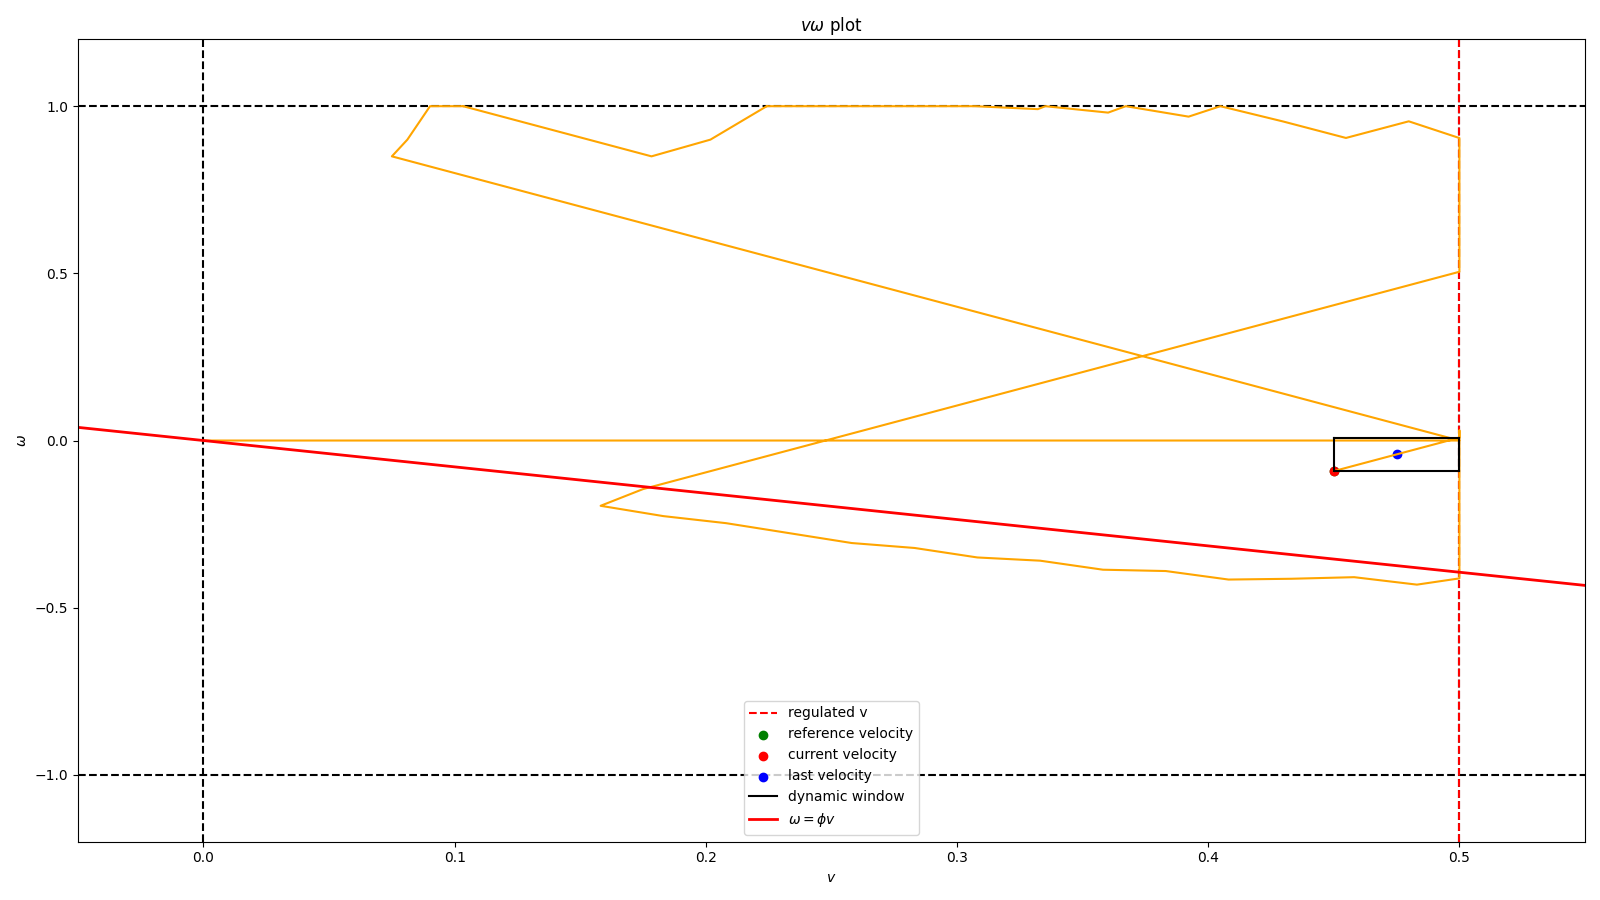 vω plot
1.0
0.5
0.0
−0.5
−1.0
ω
0.0 0.1 0.2 0.3 0.4 0.5
v
regulated v
reference velocity
current velocity
last velocity
dynamic window
ω = ϕv